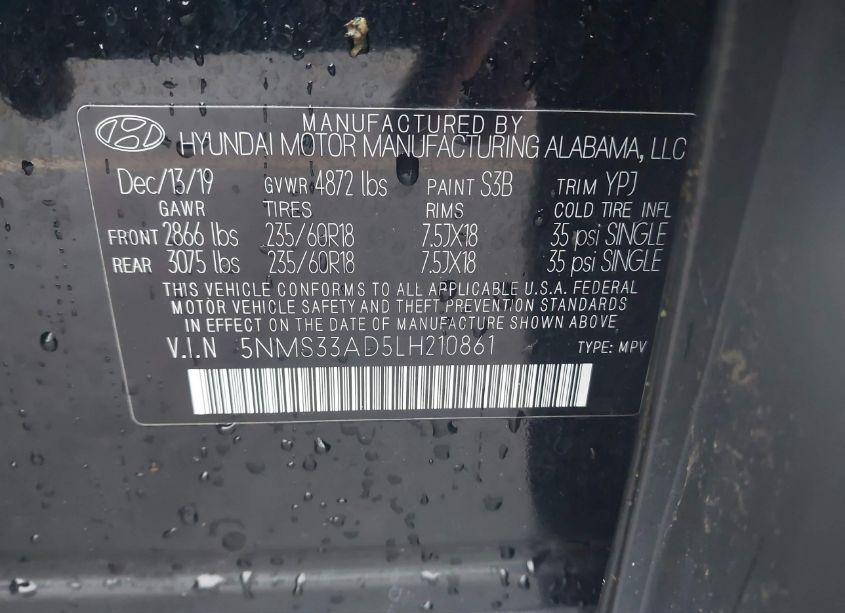 MANUFACTURED BY
HYUNDAI MOTOR MANUFACTURING ALABAMA, LLC
Dec/13/19 GVWR 4872 lbs PAINT S3B TRIM YPJ
GAWR TIRES RIMS COLD TIRE INFL
FRONT 2866 lbs 235/60R18 7.5JX18 35 psi SINGLE
REAR 3075 lbs 235/60R18 7.5JX18 35 psi SINGLE
THIS VEHICLE CONFORMS TO ALL APPLICABLE U.S.A. FEDERAL
MOTOR VEHICLE SAFETY AND THEFT PREVENTION STANDARDS
IN EFFECT ON THE DATE OF MANUFACTURE SHOWN ABOVE
V.I.N 5NMS33AD5LH210861 TYPE: MPV